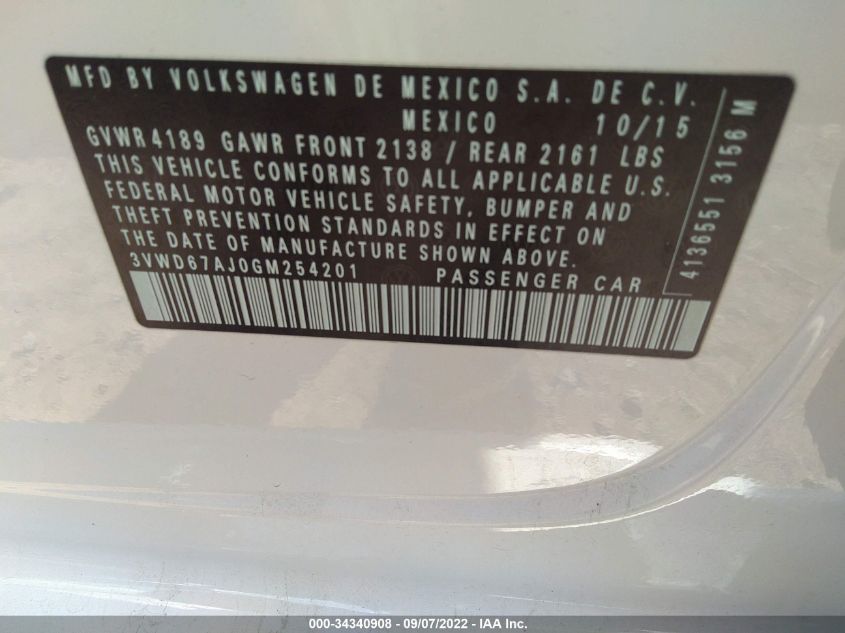 MFD BY VOLKSWAGEN DE MEXICO S.A. DE C.V.
MEXICO 10/15
GVWR 4189 GAWR FRONT 2138 / REAR 2161 LBS
THIS VEHICLE CONFORMS TO ALL APPLICABLE U.S.
FEDERAL MOTOR VEHICLE SAFETY, BUMPER AND
THEFT PREVENTION STANDARDS IN EFFECT ON
THE DATE OF MANUFACTURE SHOWN ABOVE.
3VWD67AJ0GM254201 PASSENGER CAR
4136551 3156 M
000-34340908 - 09/07/2022 - IAA Inc.